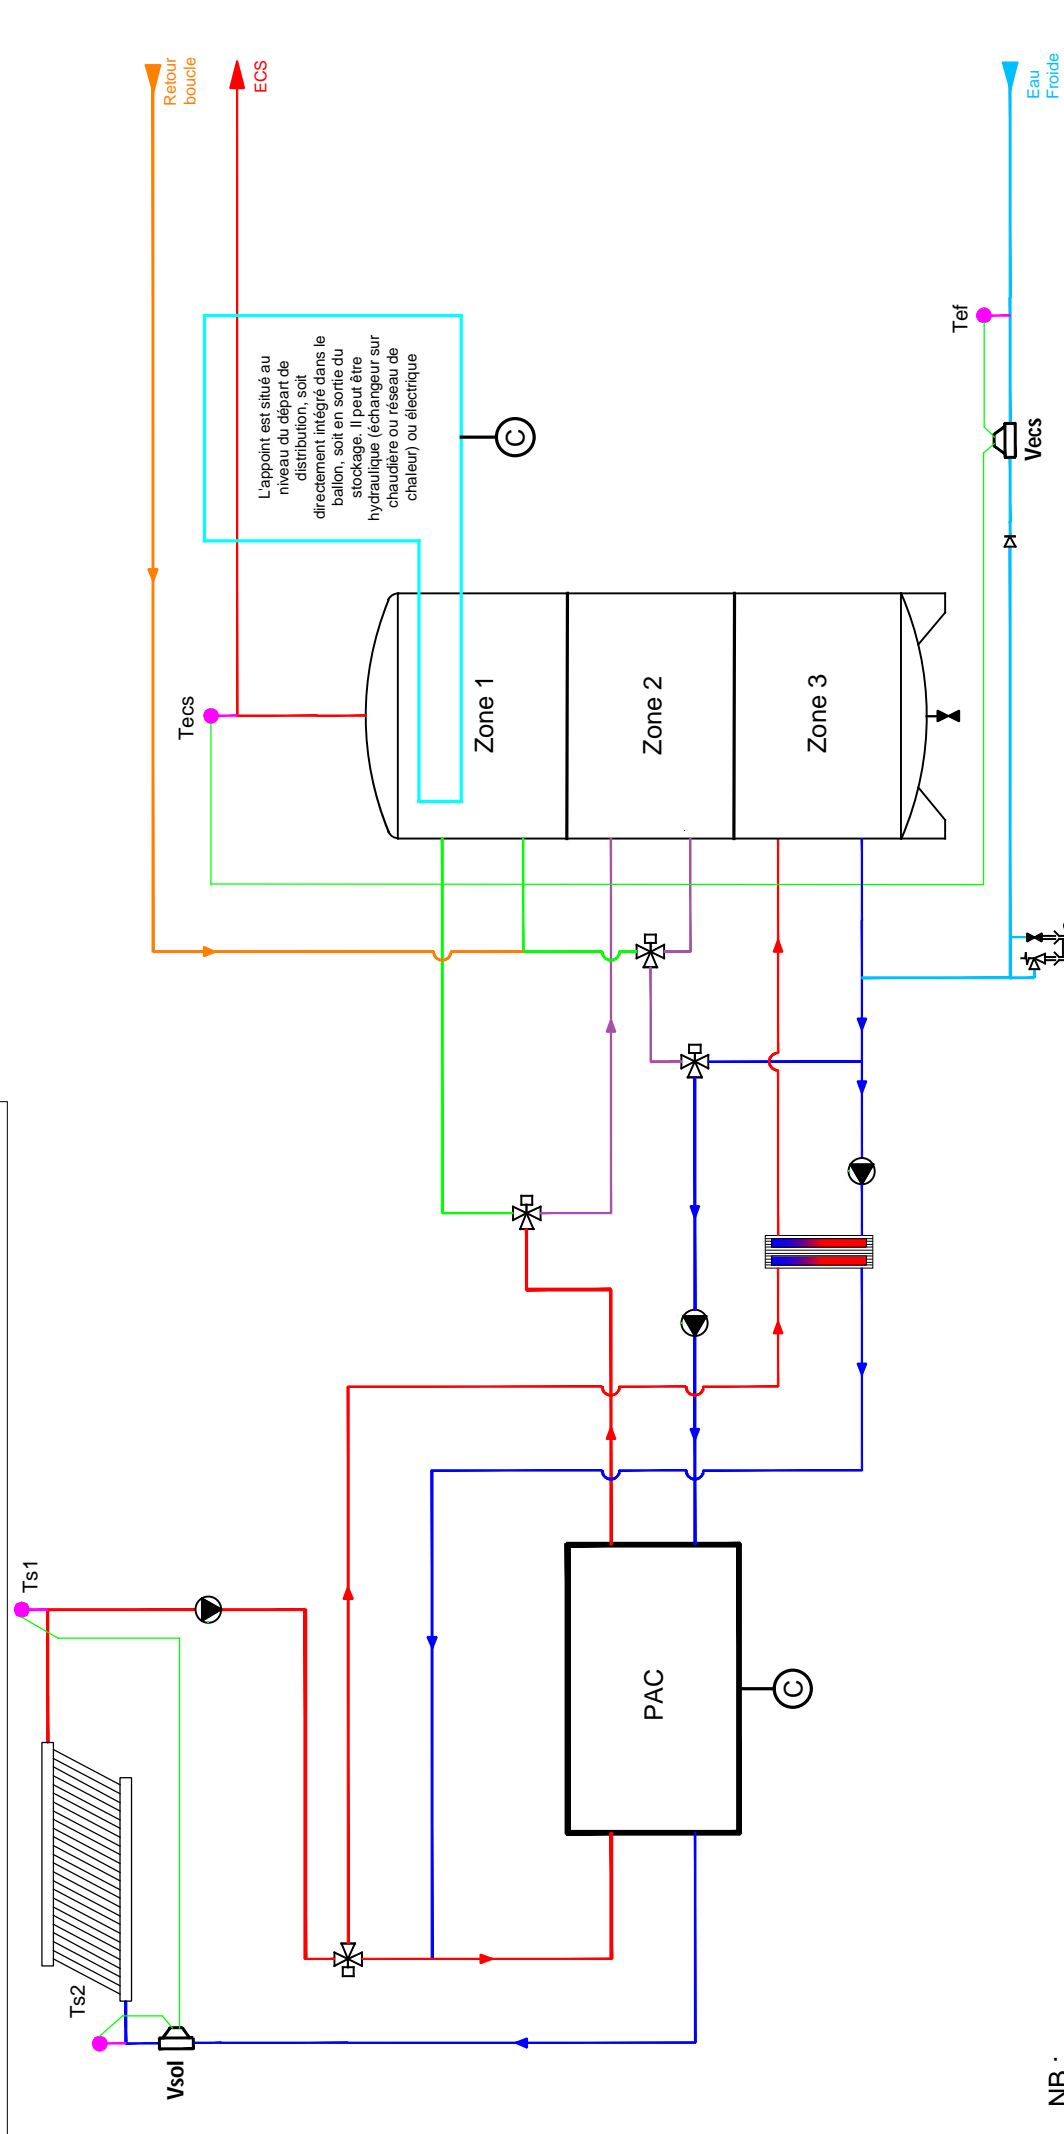 Retour
boucle
ECS
Eau
Froide
L'appoint est situé au
niveau du départ de
distribution, soit
directement intégré dans le
ballon, soit en sortie du
stockage. Il peut être
hydraulique (échangeur sur
chaudière ou réseau de
chaleur) ou électrique
C
Tef
Vecs
Tecs
Zone 1
Zone 2
Zone 3
Ts1
PAC
C
Ts2
Vsol
NB :